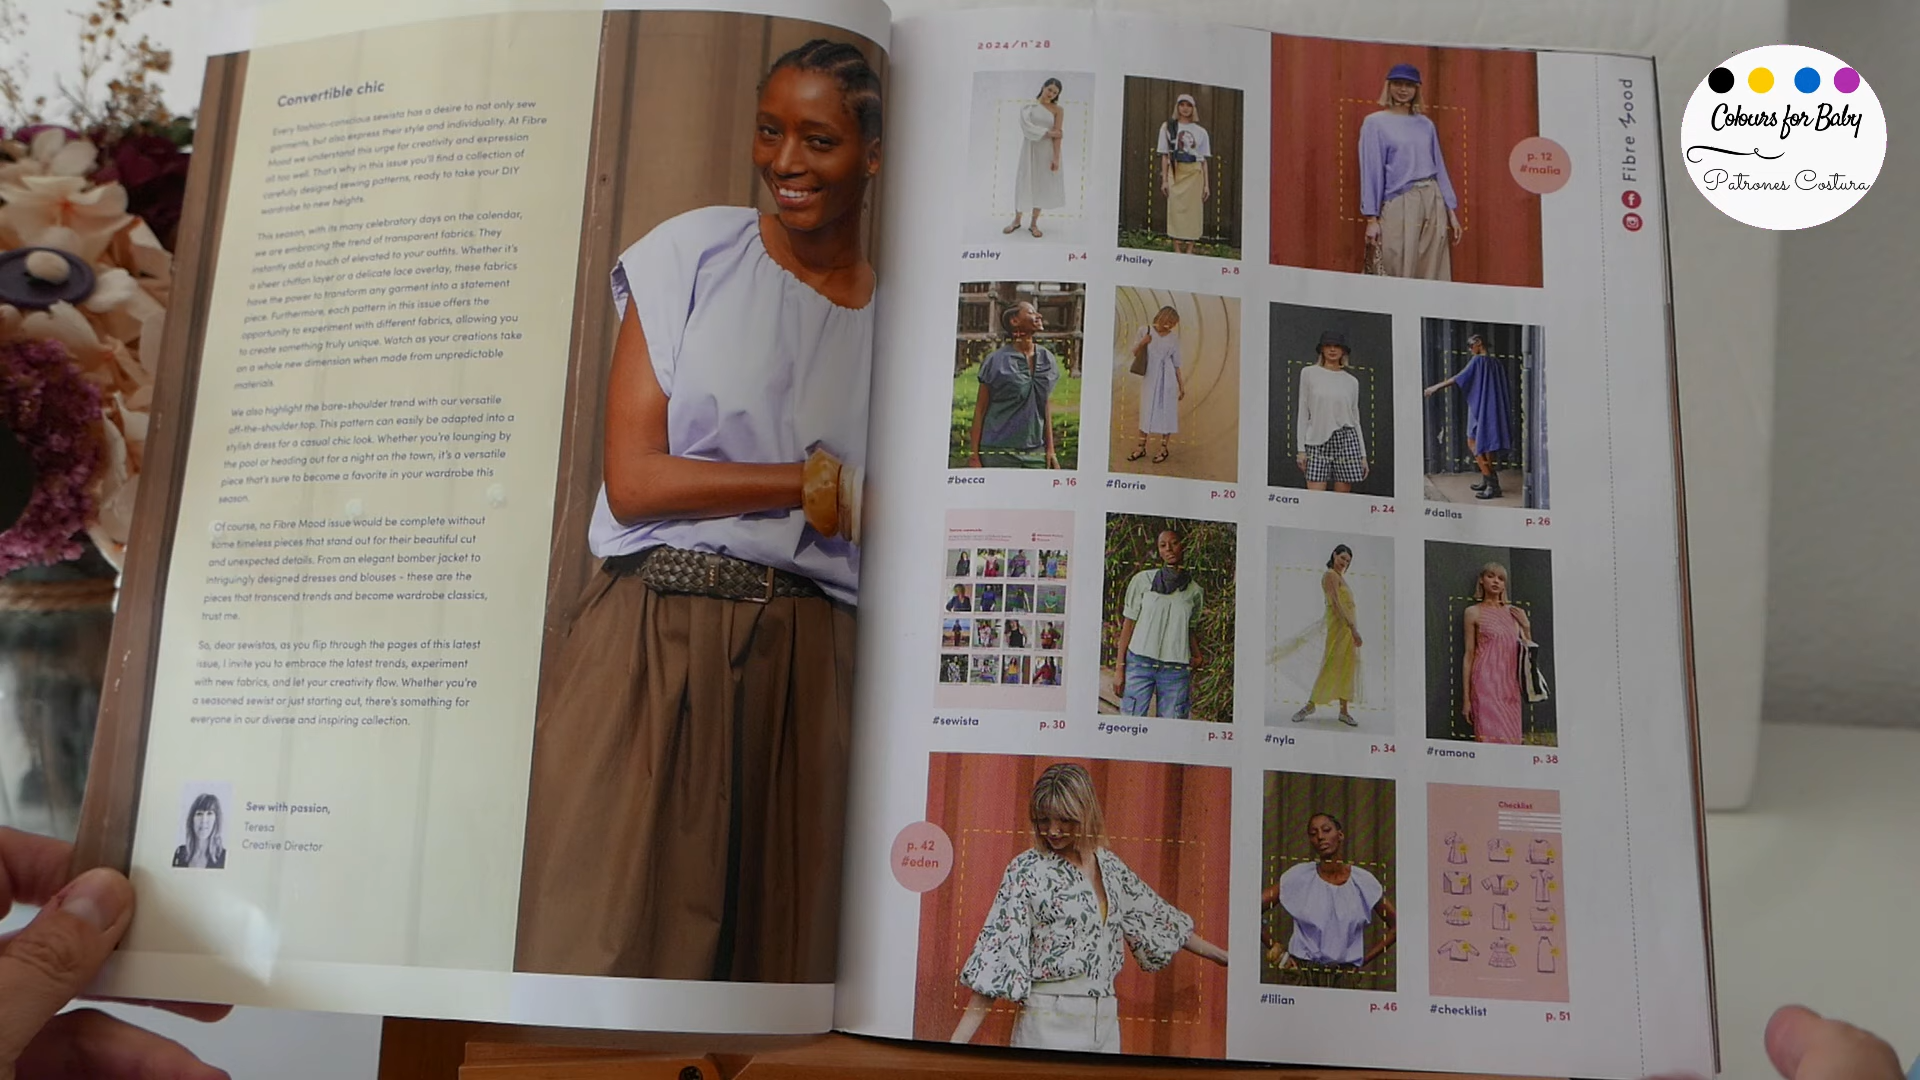 Convertible chic
Every fashion-conscious sewista has a desire to not only sew
garments, but also express their style and individuality. At Fibre
Mood we understand this urge for creativity and expression
all too well. That's why in this issue you'll find a collection of
carefully designed sewing patterns, ready to take your DIY
wardrobe to new heights.
This season, with its many celebratory days on the calendar,
we are embracing the trend of transparent fabrics. They
instantly add a touch of elevated to your outfits. Whether it's
a sheer chiffon layer or a delicate lace overlay, these fabrics
have the power to transform any garment into a statement
piece. Furthermore, each pattern in this issue offers the
opportunity to experiment with different fabrics, allowing you
to create something truly unique. Watch as your creations take
on a whole new dimension when made from unpredictable
materials.
We also highlight the bare-shoulder trend with our versatile
off-the-shoulder top. This pattern can easily be adapted into a
stylish dress for a casual chic look. Whether you're lounging by
the pool or heading out for a night on the town, it's a versatile
piece that's sure to become a favorite in your wardrobe this
season.
Of course, no Fibre Mood issue would be complete without
some timeless pieces that stand out for their beautiful cut
and unexpected details. From an elegant bomber jacket to
intriguingly designed dresses and blouses - these are the
pieces that transcend trends and become wardrobe classics,
trust me.
So, dear sewistas, as you flip through the pages of this latest
issue, I invite you to embrace the latest trends, experiment
with new fabrics, and let your creativity flow. Whether you're
a seasoned sewist or just starting out, there's something for
everyone in our diverse and inspiring collection.
Sew with passion,
Teresa
Creative Director
2024/n°28
#ashley p. 4
#hailey p. 8
p. 12
#malia
#becca p. 16
#florrie p. 20
#cara p. 24
#dallas p. 26
#sewista p. 30
#georgie p. 32
#nyla p. 34
#ramona p. 38
p. 42
#eden
#lilian p. 46
Checklist
#checklist p. 51
Fibre Mood
Colours for Baby
Patrones Costura